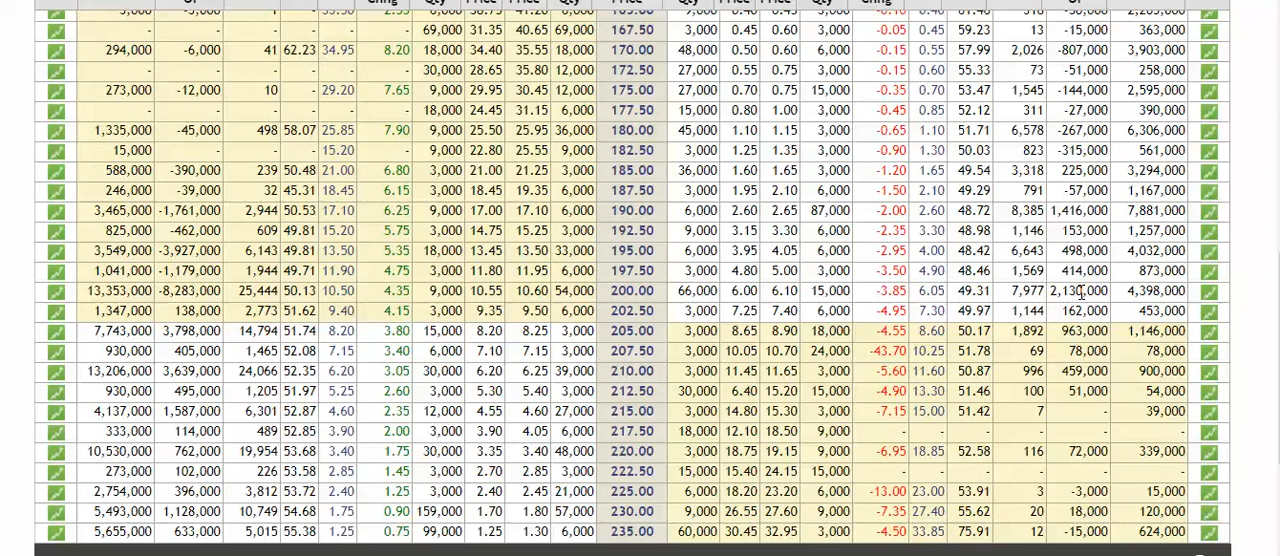 167.50 row: - - - - - - 69,000 31.35 40.65 69,000 167.50 3,000 0.45 0.60 3,000 -0.05 0.45 59.23 13 -15,000 363,000
294,000 -6,000 41 62.23 34.95 8.20 18,000 34.40 35.55 18,000 170.00 48,000 0.50 0.60 3,000 -0.15 0.55 57.99 2,026 -807,000 3,903,000
- - - - - - 30,000 28.65 35.80 12,000 172.50 27,000 0.55 0.75 3,000 -0.15 0.60 55.33 73 -51,000 258,000
273,000 -12,000 10 - 29.20 7.65 9,000 29.95 30.45 12,000 175.00 27,000 0.70 0.75 15,000 -0.35 0.70 53.47 1,545 -144,000 2,595,000
- - - - - - 18,000 24.45 31.15 6,000 177.50 15,000 0.80 1.00 3,000 -0.45 0.85 52.12 311 -27,000 390,000
1,335,000 -45,000 498 58.07 25.85 7.90 9,000 25.50 25.95 36,000 180.00 45,000 1.10 1.15 3,000 -0.65 1.10 51.71 6,578 -267,000 6,306,000
15,000 - - - 15.20 - 9,000 22.80 25.55 9,000 182.50 3,000 1.25 1.35 3,000 -0.90 1.30 50.03 823 -315,000 561,000
588,000 -390,000 239 50.48 21.00 6.80 3,000 21.00 21.25 3,000 185.00 36,000 1.60 1.65 3,000 -1.20 1.65 49.54 3,318 225,000 3,294,000
246,000 -39,000 32 45.31 18.45 6.15 3,000 18.45 19.35 6,000 187.50 3,000 1.95 2.10 6,000 -1.50 2.10 49.29 791 -57,000 1,167,000
3,465,000 -1,761,000 2,944 50.53 17.10 6.25 9,000 17.00 17.10 6,000 190.00 6,000 2.60 2.65 87,000 -2.00 2.60 48.72 8,385 1,416,000 7,881,000
825,000 -462,000 609 49.81 15.20 5.75 3,000 14.75 15.25 3,000 192.50 9,000 3.15 3.30 6,000 -2.35 3.30 48.98 1,146 153,000 1,257,000
3,549,000 -3,927,000 6,143 49.81 13.50 5.35 18,000 13.45 13.50 33,000 195.00 6,000 3.95 4.05 6,000 -2.95 4.00 48.42 6,643 498,000 4,032,000
1,041,000 -1,179,000 1,944 49.71 11.90 4.75 3,000 11.80 11.95 6,000 197.50 3,000 4.80 5.00 3,000 -3.50 4.90 48.46 1,569 414,000 873,000
13,353,000 -8,283,000 25,444 50.13 10.50 4.35 9,000 10.55 10.60 54,000 200.00 66,000 6.00 6.10 15,000 -3.85 6.05 49.31 7,977 2,130,000 4,398,000
1,347,000 138,000 2,773 51.62 9.40 4.15 3,000 9.35 9.50 6,000 202.50 3,000 7.25 7.40 6,000 -4.95 7.30 49.97 1,144 162,000 453,000
7,743,000 3,798,000 14,794 51.74 8.20 3.80 15,000 8.20 8.25 3,000 205.00 3,000 8.65 8.90 18,000 -4.55 8.60 50.17 1,892 963,000 1,146,000
930,000 405,000 1,465 52.08 7.15 3.40 6,000 7.10 7.15 3,000 207.50 3,000 10.05 10.70 24,000 -43.70 10.25 51.78 69 78,000 78,000
13,206,000 3,639,000 24,066 52.35 6.20 3.05 30,000 6.20 6.25 39,000 210.00 3,000 11.45 11.65 3,000 -5.60 11.60 50.87 996 459,000 900,000
930,000 495,000 1,205 51.97 5.25 2.60 3,000 5.30 5.40 3,000 212.50 30,000 6.40 15.20 15,000 -4.90 13.30 51.46 100 51,000 54,000
4,137,000 1,587,000 6,301 52.87 4.60 2.35 12,000 4.55 4.60 27,000 215.00 3,000 14.80 15.30 3,000 -7.15 15.00 51.42 7 - 39,000
333,000 114,000 489 52.85 3.90 2.00 3,000 3.90 4.05 6,000 217.50 18,000 12.10 18.50 9,000 - - - - - -
10,530,000 762,000 19,954 53.68 3.40 1.75 30,000 3.35 3.40 48,000 220.00 3,000 18.75 19.15 9,000 -6.95 18.85 52.58 116 72,000 339,000
273,000 102,000 226 53.58 2.85 1.45 3,000 2.70 2.85 3,000 222.50 15,000 15.40 24.15 15,000 - - - - - -
2,754,000 396,000 3,812 53.72 2.40 1.25 3,000 2.40 2.45 21,000 225.00 6,000 18.20 23.20 6,000 -13.00 23.00 53.91 3 -3,000 15,000
5,493,000 1,128,000 10,749 54.68 1.75 0.90 159,000 1.70 1.80 57,000 230.00 9,000 26.55 27.60 9,000 -7.35 27.40 55.62 20 18,000 120,000
5,655,000 633,000 5,015 55.38 1.25 0.75 99,000 1.25 1.30 6,000 235.00 60,000 30.45 32.95 3,000 -4.50 33.85 75.91 12 -15,000 624,000